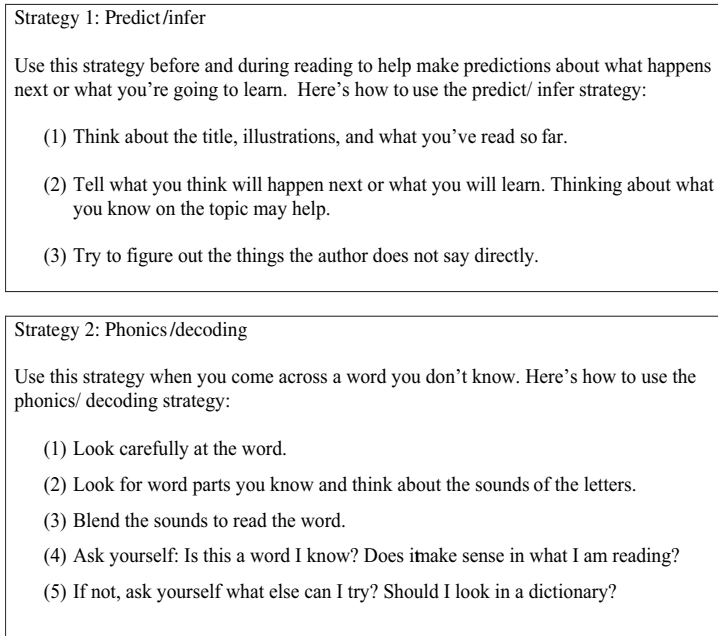 Strategy 1: Predict/infer
Use this strategy before and during reading to help make predictions about what happens
next or what you're going to learn. Here's how to use the predict/ infer strategy:
(1) Think about the title, illustrations, and what you've read so far.
(2) Tell what you think will happen next or what you will learn. Thinking about what
you know on the topic may help.
(3) Try to figure out the things the author does not say directly.
Strategy 2: Phonics/decoding
Use this strategy when you come across a word you don't know. Here's how to use the
phonics/ decoding strategy:
(1) Look carefully at the word.
(2) Look for word parts you know and think about the sounds of the letters.
(3) Blend the sounds to read the word.
(4) Ask yourself: Is this a word I know? Does itmake sense in what I am reading?
(5) If not, ask yourself what else can I try? Should I look in a dictionary?